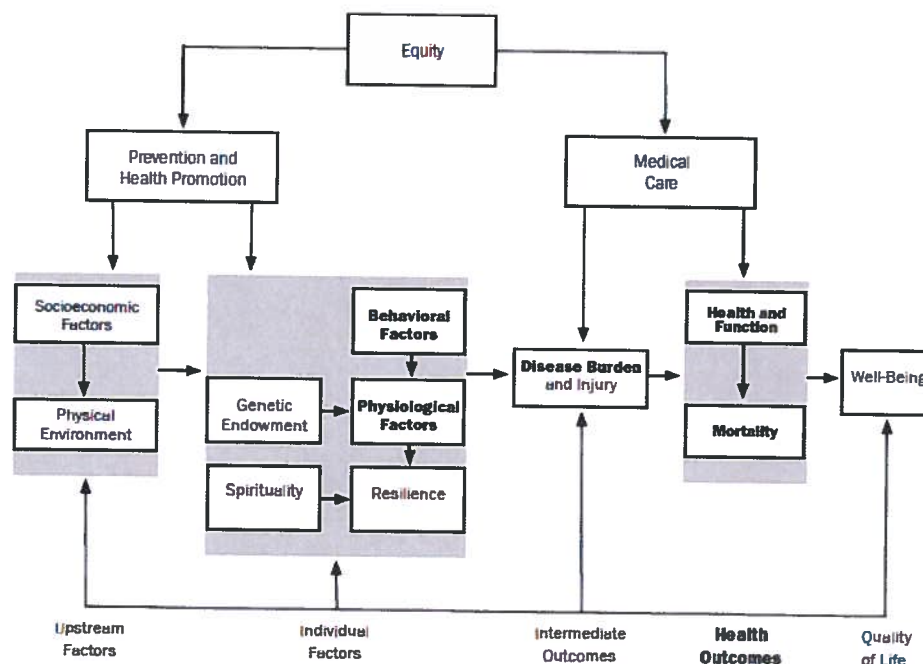 Equity
Prevention and
Health Promotion
Medical
Care
Socioeconomic
Factors
Physical
Environment
Behavioral
Factors
Genetic
Endowment
Physiological
Factors
Spirituality
Resilience
Disease Burden
and Injury
Health and
Function
Mortality
Well-Being
Upstream
Factors
Individual
Factors
Intermediate
Outcomes
Health
Outcomes
Quality
of Life